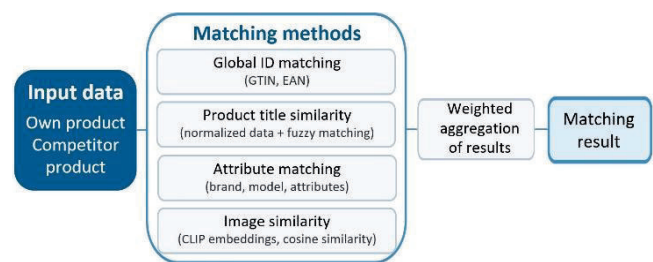 Matching methods
Input data
Own product
Competitor
product
Global ID matching
(GTIN, EAN)
Product title similarity
(normalized data + fuzzy matching)
Attribute matching
(brand, model, attributes)
Image similarity
(CLIP embeddings, cosine similarity)
Weighted
aggregation
of results
Matching
result